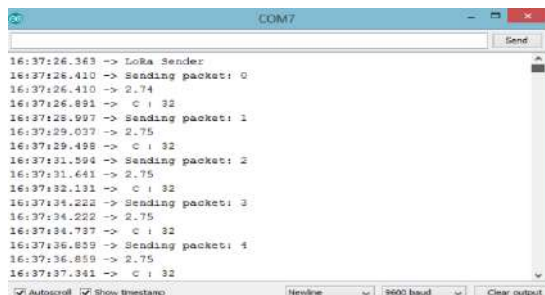 COM7
Send
16:37:26.363 -> LoRa Sender
16:37:26.410 -> Sending packet: 0
16:37:26.410 -> 2.74
16:37:26.891 -> C : 32
16:37:28.997 -> Sending packet: 1
16:37:29.037 -> 2.75
16:37:29.498 -> C : 32
16:37:31.594 -> Sending packet: 2
16:37:31.641 -> 2.75
16:37:32.131 -> C : 32
16:37:34.222 -> Sending packet: 3
16:37:34.222 -> 2.75
16:37:34.737 -> C : 32
16:37:36.859 -> Sending packet: 4
16:37:36.859 -> 2.75
16:37:37.341 -> C : 32
Autoscroll Show timestamp Newline 9600 baud Clear output